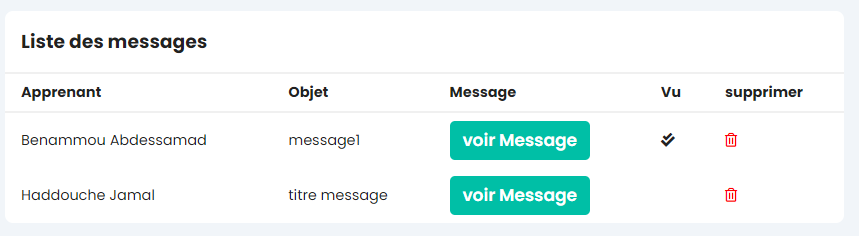 Liste des messages
Apprenant Objet Message Vu supprimer
Benammou Abdessamad message1 voir Message
Haddouche Jamal titre message voir Message